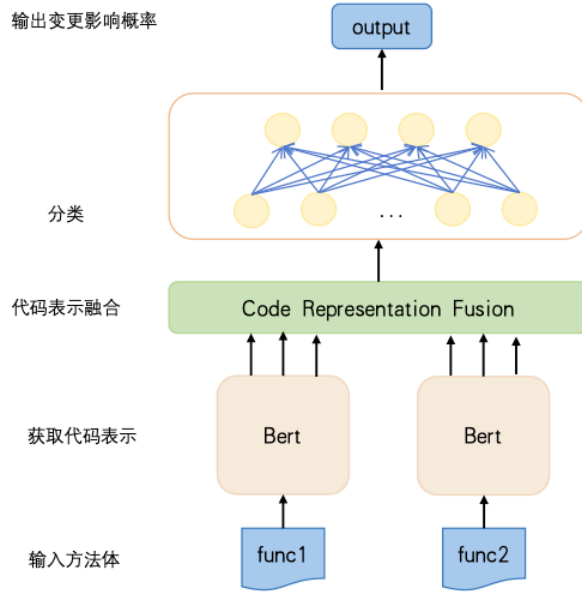 输出变更影响概率
output
分类
...
代码表示融合
Code Representation Fusion
获取代码表示
Bert
Bert
输入方法体
func1
func2